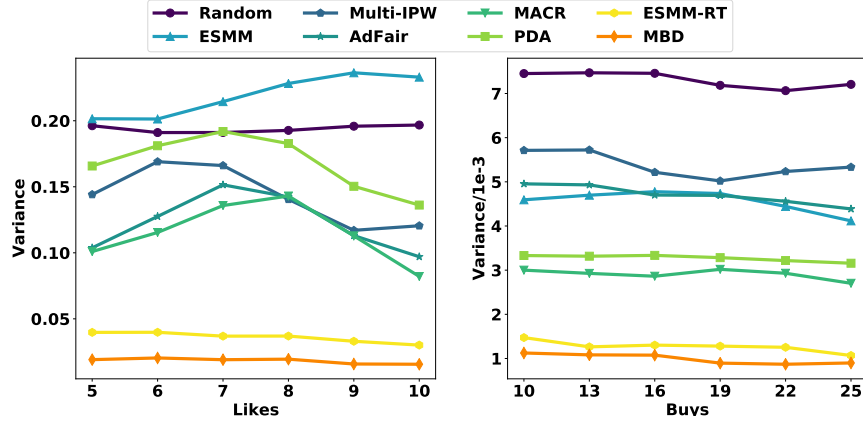 Random Multi-IPW MACR ESMM-RT
ESMM AdFair PDA MBD
Variance
0.20
0.15
0.10
0.05
5 6 7 8 9 10
Likes
Variance/1e-3
7
6
5
4
3
2
1
10 13 16 19 22 25
Buys